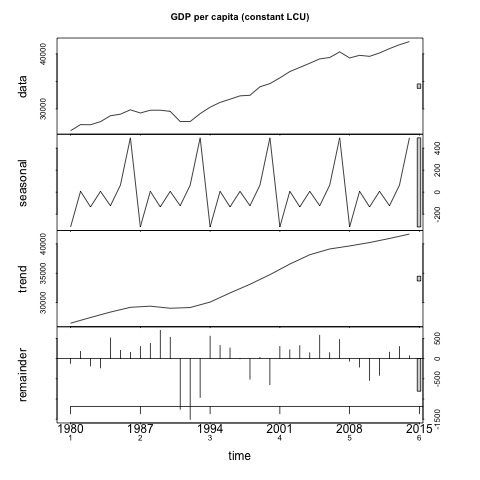 GDP per capita (constant LCU)
data
30000 40000
seasonal
-200 0 200 400
trend
30000 35000 40000
remainder
-1500 -500 0 500
1980 1987 1994 2001 2008 2015
1 2 3 4 5 6
time